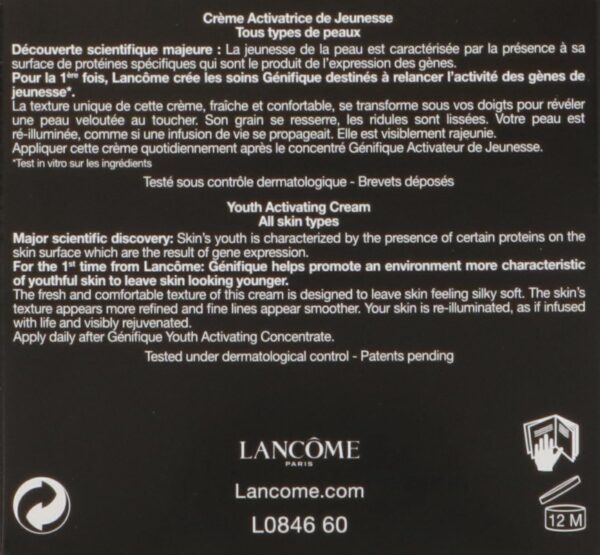 Crème Activatrice de Jeunesse
Tous types de peaux
Découverte scientifique majeure : La jeunesse de la peau est caractérisée par la présence à sa
surface de protéines spécifiques qui sont le produit de l'expression des gènes.
Pour la 1ère fois, Lancôme crée les soins Génifique destinés à relancer l'activité des gènes de
jeunesse*.
La texture unique de cette crème, fraîche et confortable, se transforme sous vos doigts pour révéler
une peau veloutée au toucher. Son grain se resserre, les ridules sont lissées. Votre peau est
ré-illuminée, comme si une infusion de vie se propageait. Elle est visiblement rajeunie.
Appliquer cette crème quotidiennement après le concentré Génifique Activateur de Jeunesse.
*Test in vitro sur les ingrédients
Testé sous contrôle dermatologique - Brevets déposés
Youth Activating Cream
All skin types
Major scientific discovery: Skin's youth is characterized by the presence of certain proteins on the
skin surface which are the result of gene expression.
For the 1st time from Lancôme: Génifique helps promote an environment more characteristic
of youthful skin to leave skin looking younger.
The fresh and comfortable texture of this cream is designed to leave skin feeling silky soft. The skin's
texture appears more refined and fine lines appear smoother. Your skin is re-illuminated, as if infused
with life and visibly rejuvenated.
Apply daily after Génifique Youth Activating Concentrate.
Tested under dermatological control - Patents pending
LANCÔME
PARIS
Lancome.com
L0846 60
12 M